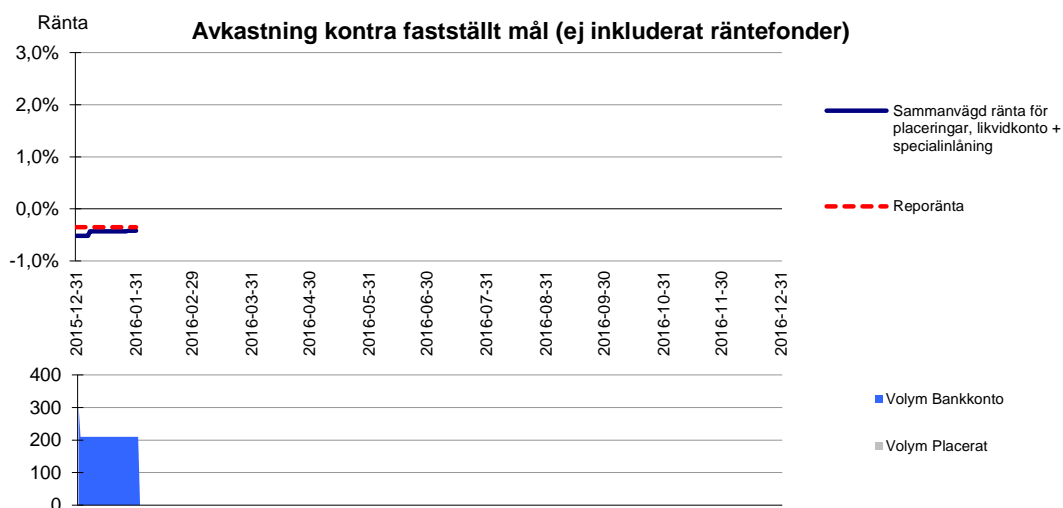 Ränta
Avkastning kontra fastställt mål (ej inkluderat räntefonder)
3,0%
2,0%
1,0%
0,0%
-1,0%
Sammanvägd ränta för
placeringar, likvidkonto +
specialinlåning
Reporänta
2015-12-31
2016-01-31
2016-02-29
2016-03-31
2016-04-30
2016-05-31
2016-06-30
2016-07-31
2016-08-31
2016-09-30
2016-10-31
2016-11-30
2016-12-31
400
300
200
100
0
Volym Bankkonto
Volym Placerat